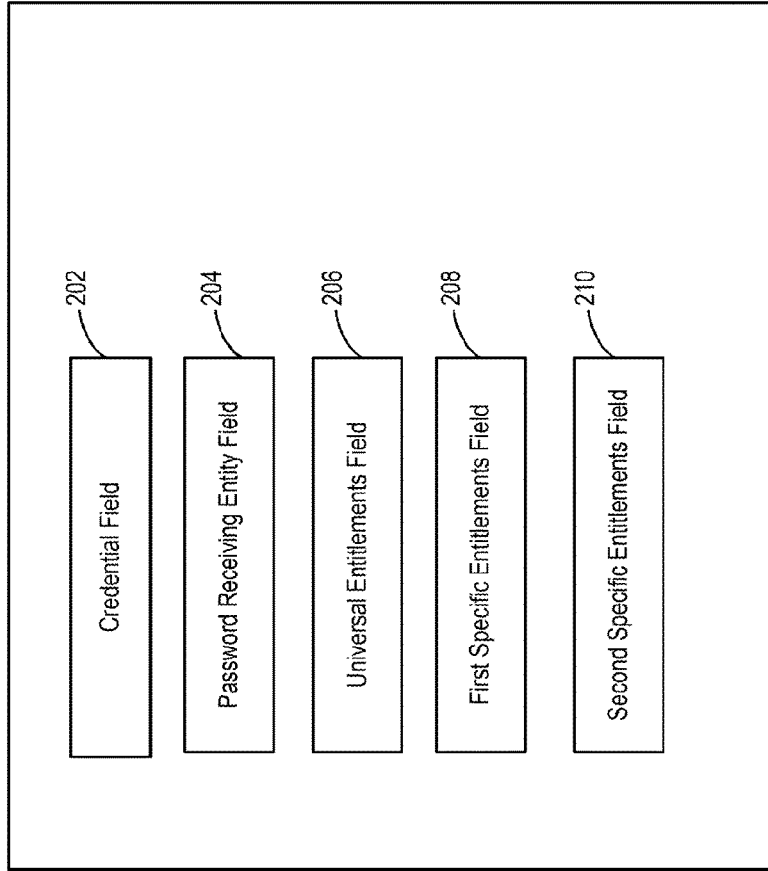 Credential Field
202
Password Receiving Entity Field
204
Universal Entitlements Field
206
First Specific Entitlements Field
208
Second Specific Entitlements Field
210